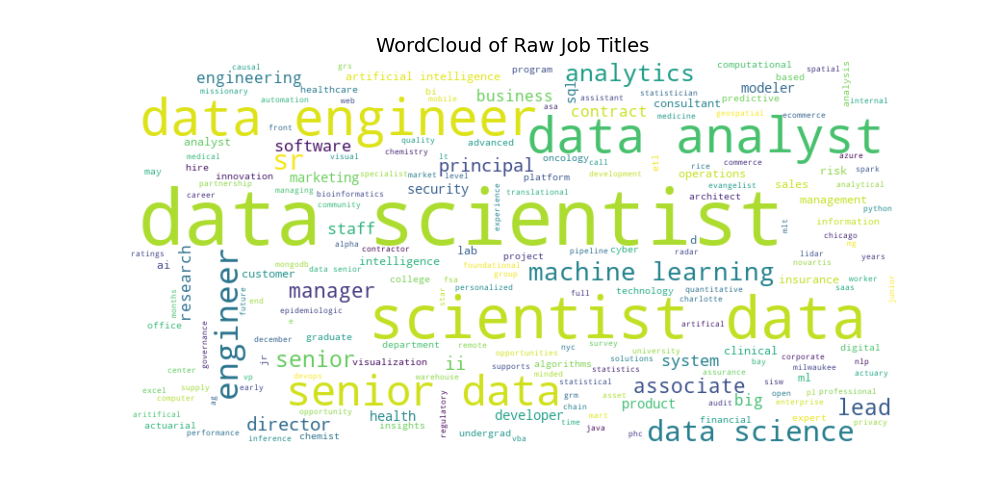 WordCloud of Raw Job Titles
causal grs program computational spatial
engineering artificial intelligence analytics based analysis
missionary healthcare bi business sql assistant statistician modeler internal
automation web mobile asa contract consultant predictive
data engineer medicine geospatial ecommerce
front software quality advanced data analyst
analyst chemistry lt etl azure
medical visual sr principal oncology call rice commerce
may hire innovation marketing specialist market level platform development operations risk spark
partnership security evangelist sales analytical
career managing bioinformatics experience translational architect management python
community data scientist information
staff mlt chicago
alpha d ng
ratings contractor lab pipeline cyber radar lidar years
ai research engineer intelligence project novartis
customer mongodb data senior foundational machine learning insurance worker
college fsa group technology saas junior
months future manager star personalized full quantitative
end epidemiologic charlotte
office e scientist data artifical
governance december graduate department remote survey nyc university digital
jr senior visualization ii opportunities algorithms solutions system clinical corporate nlp
center vp devops supports statistics bay milwaukee actuary
supply early warehouse minded assurance ml
excel senior data statistical associate sisw pl professional
computer ag opportunity grm asset product big audit open enterprise lead
aritifical health regulatory chain mart
actuarial director insights developer time java financial expert privacy
performance inference chemist undergrad vba phc data science